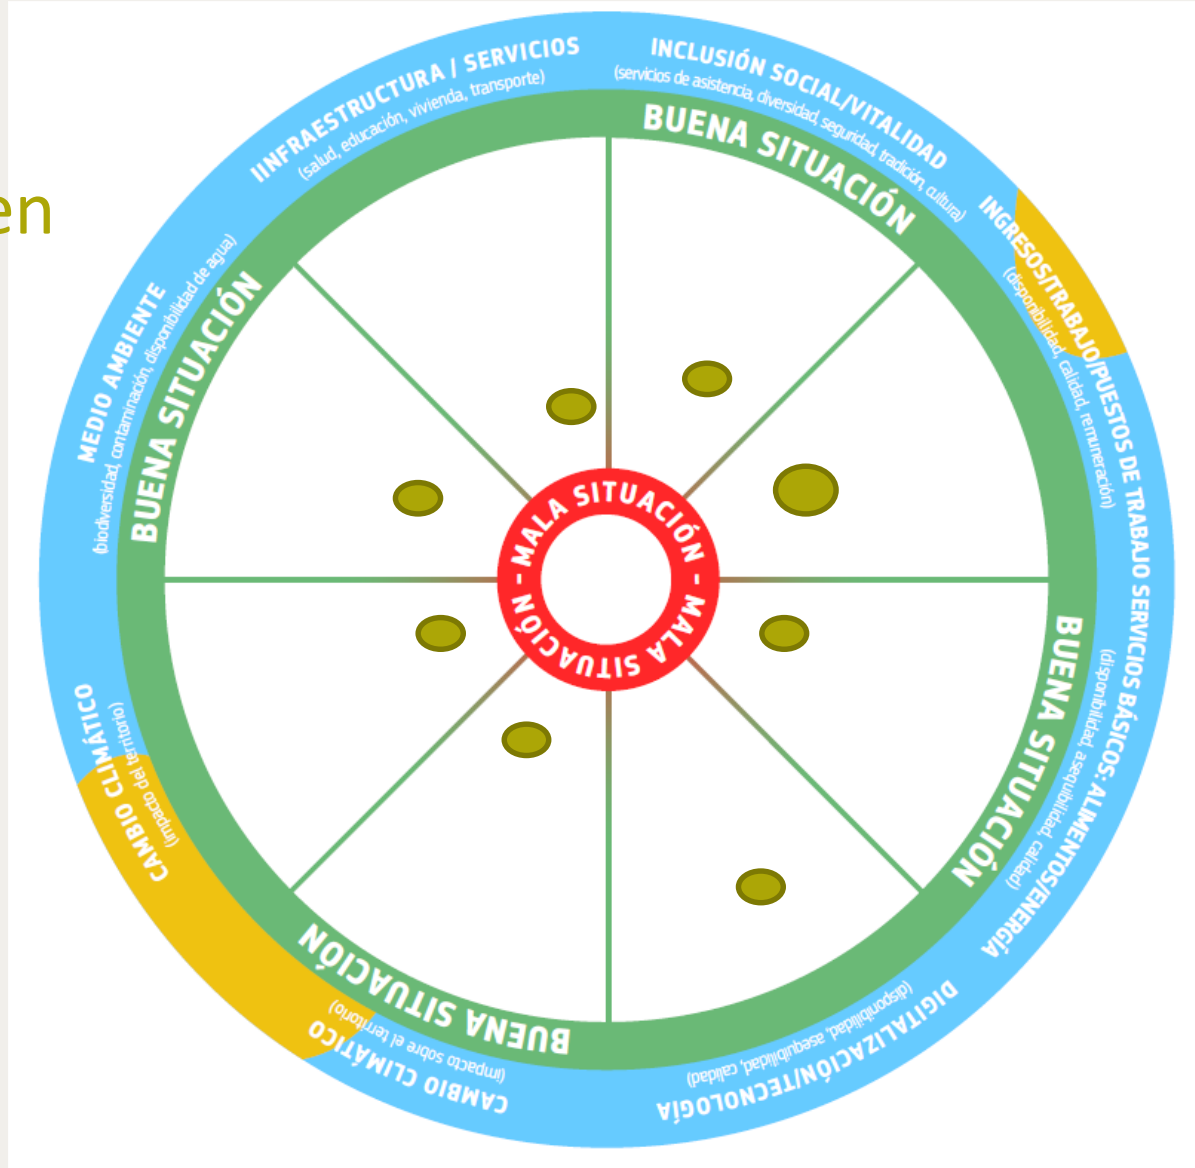 en
IINFRAESTRUCTURA / SERVICIOS
(salud, educación, vivienda, transporte)
INCLUSIÓN SOCIAL/VITALIDAD
(servicios de asistencia, diversidad, seguridad, tradición, cultura)
INGRESOS/TRABAJO/PUESTOS DE TRABAJO
(disponibilidad, calidad, remuneración)
SERVICIOS BÁSICOS: ALIMENTOS/ENERGÍA
(disponibilidad, asequibilidad, calidad)
DIGITALIZACIÓN/TECNOLOGÍA
(disponibilidad, asequibilidad, calidad)
CAMBIO CLIMÁTICO
(impacto sobre el territorio)
CAMBIO CLIMÁTICO
(impacto del territorio)
MEDIO AMBIENTE
(biodiversidad, contaminación, disponibilidad de agua)
BUENA SITUACIÓN
BUENA SITUACIÓN
BUENA SITUACIÓN
BUENA SITUACIÓN
MALA SITUACIÓN - MALA SITUACIÓN -